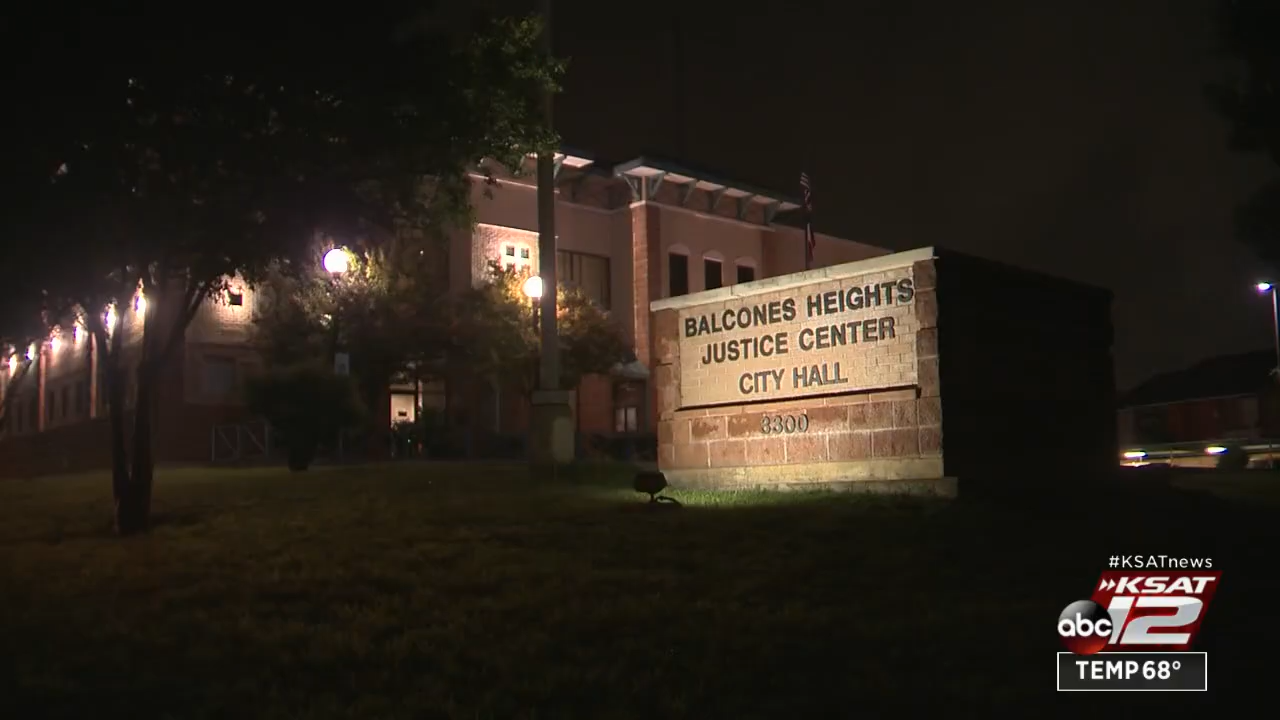 BALCONES HEIGHTS
JUSTICE CENTER
CITY HALL
3300
#KSATnews
KSAT
abc 12
TEMP 68°